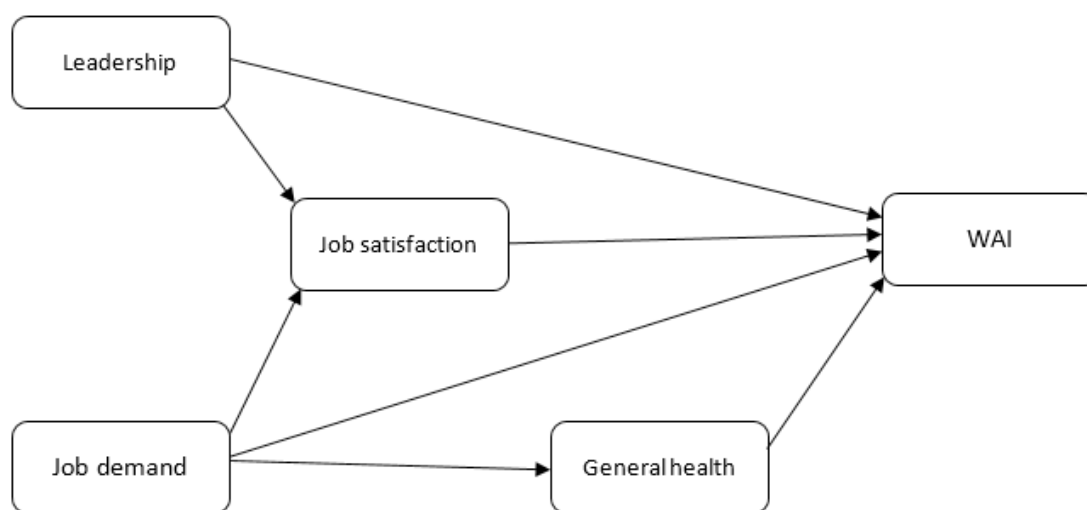 Leadership
Job satisfaction
WAI
Job demand
General health